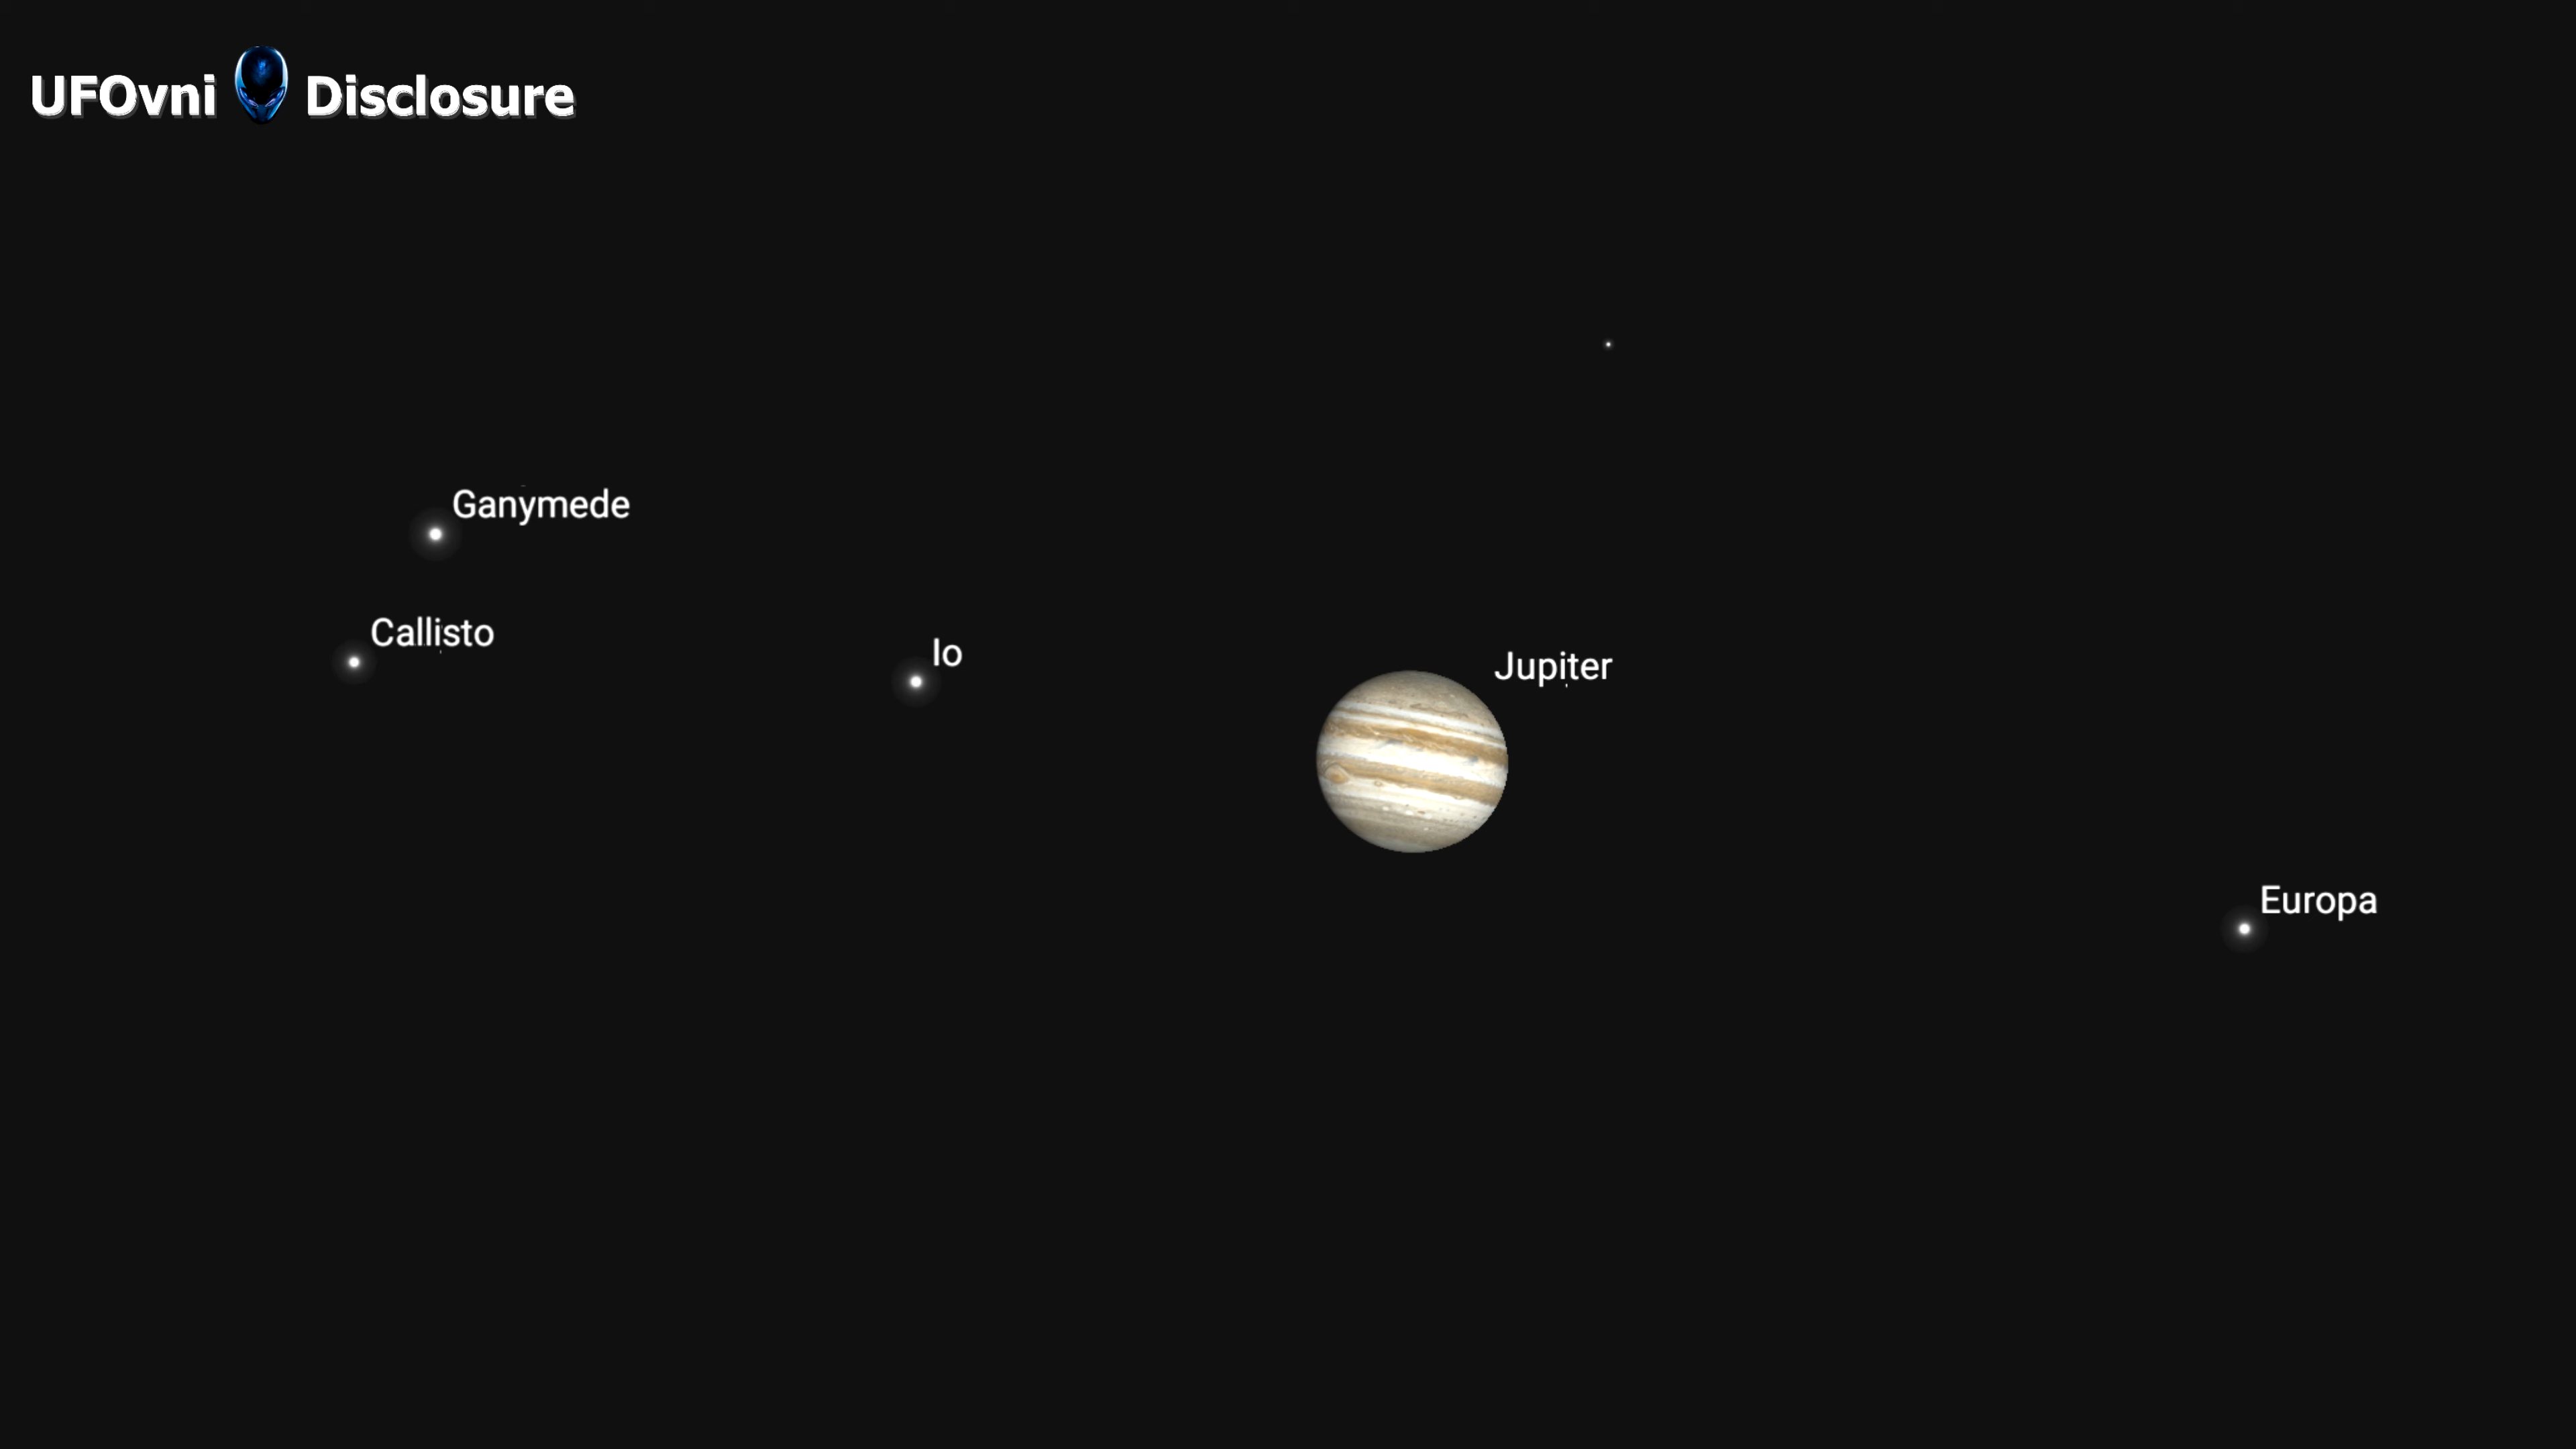 UFOvni Disclosure
Ganymede
Callisto
Io
Jupiter
Europa